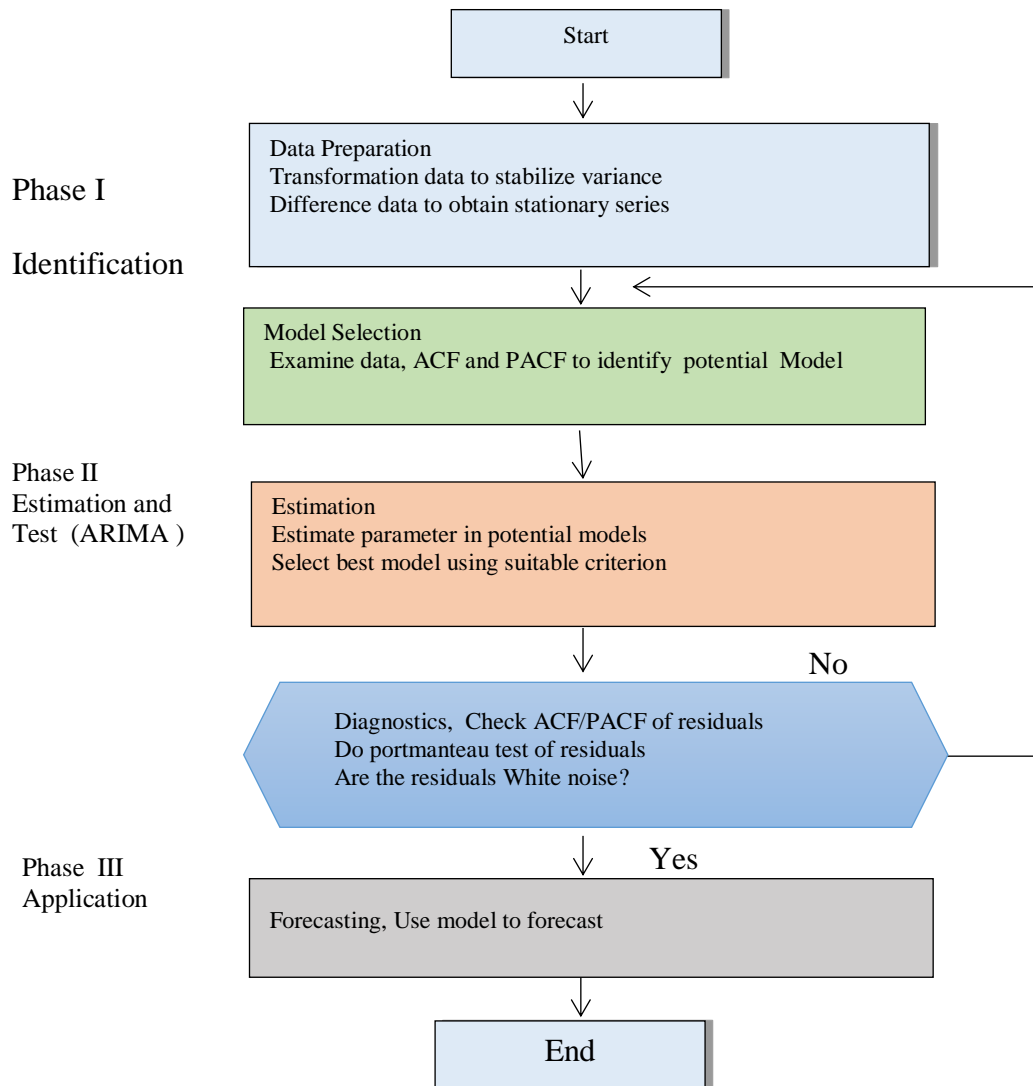 Start
Data Preparation
Transformation data to stabilize variance
Difference data to obtain stationary series
Phase I
Identification
Model Selection
Examine data, ACF and PACF to identify potential Model
Phase II
Estimation and
Test (ARIMA )
Estimation
Estimate parameter in potential models
Select best model using suitable criterion
No
Diagnostics, Check ACF/PACF of residuals
Do portmanteau test of residuals
Are the residuals White noise?
Yes
Phase III
Application
Forecasting, Use model to forecast
End